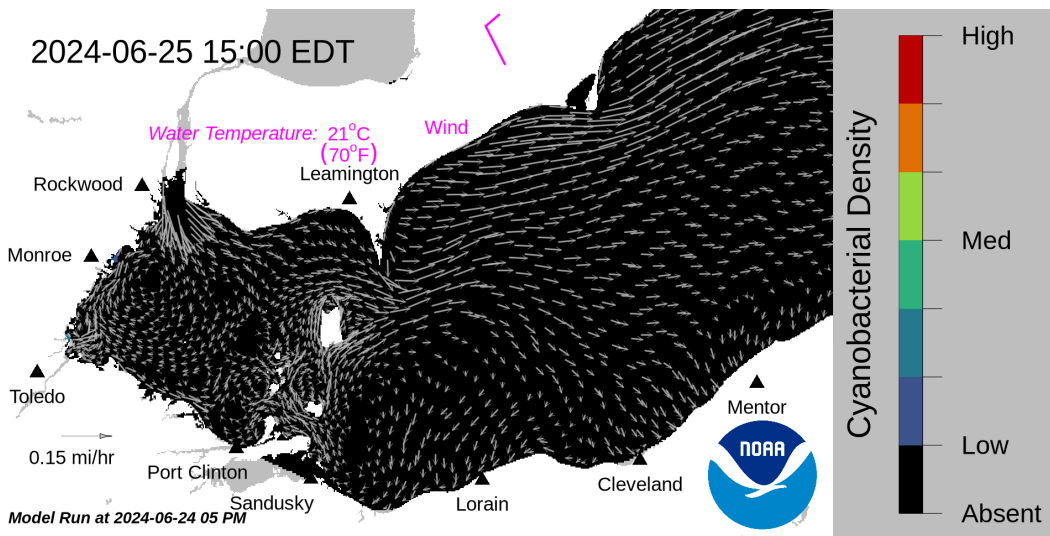 2024-06-25 15:00 EDT
Water Temperature: 21°C
(70°F)
Wind
Leamington
Rockwood
Monroe
Toledo
0.15 mi/hr
Port Clinton
Sandusky
Lorain
Cleveland
Mentor
NOAA
Model Run at 2024-06-24 05 PM
Cyanobacterial Density
High
Med
Low
Absent